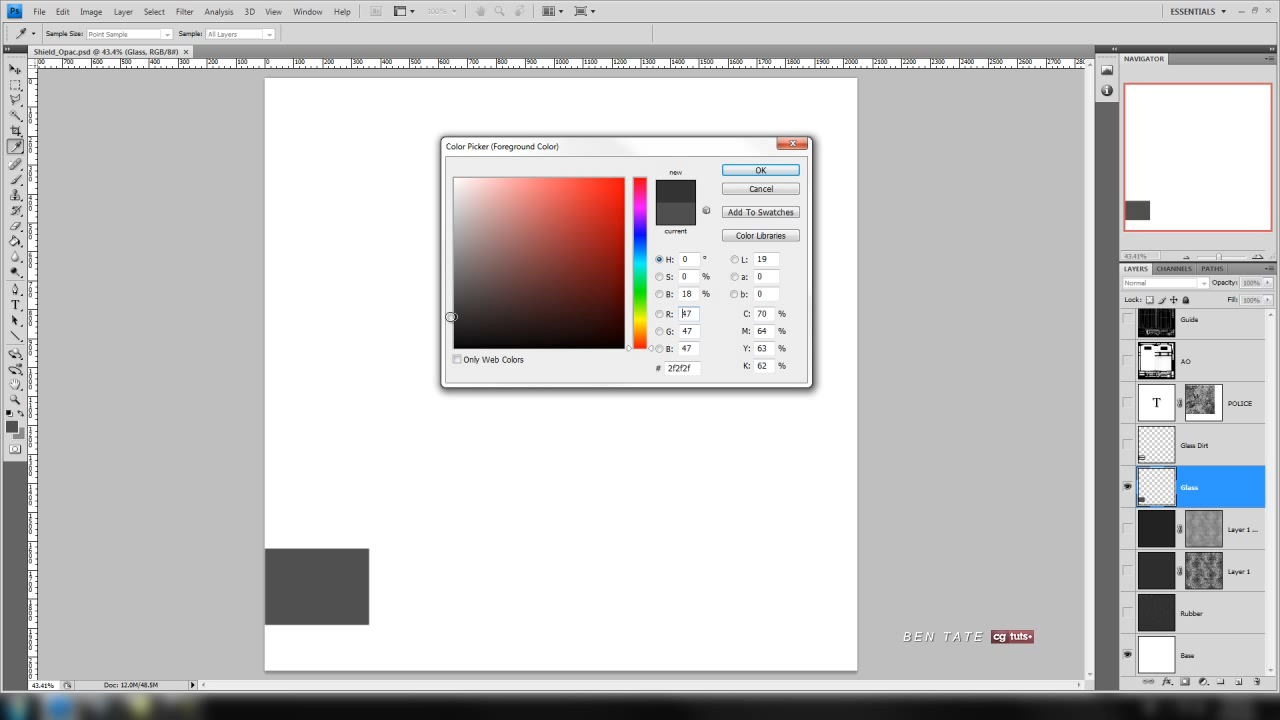 Ps File Edit Image Layer Select Filter Analysis 3D View Window Help 100% ESSENTIALS
Sample Size: Point Sample Sample: All Layers
Shield_Opac.psd @ 43.4% (Glass, RGB/8#) ×
NAVIGATOR
Color Picker (Foreground Color)
new
current
OK
Cancel
Add To Swatches
Color Libraries
H: 0 °
S: 0 %
B: 18 %
R: 47
G: 47
B: 47
# 2f2f2f
L: 19
a: 0
b: 0
C: 70 %
M: 64 %
Y: 63 %
K: 62 %
Only Web Colors
43.41%
LAYERS CHANNELS PATHS
Normal Opacity: 100%
Lock: Fill: 100%
Guide
AO
T POLICE
Glass Dirt
Glass
Layer 1 ...
Layer 1
Rubber
Base
BEN TATE cg tuts+
43.41% Doc: 12.0M/48.5M